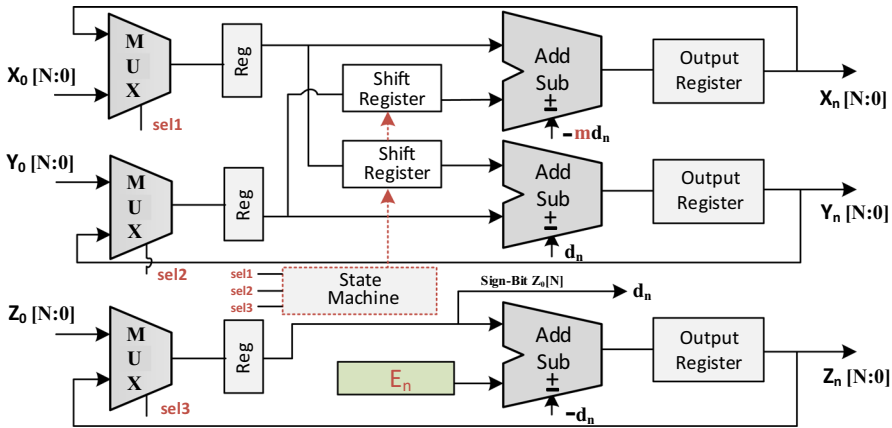 M
U
X
Reg
Add
Sub
±
Output
Register
X₀ [N:0]
Shift
Register
Xₙ [N:0]
sel1
-mdₙ
Y₀ [N:0]
M
U
X
Reg
Shift
Register
Add
Sub
±
Output
Register
Yₙ [N:0]
sel2
dₙ
sel1
sel2
sel3
State
Machine
Sign-Bit Z₀[N]
dₙ
Z₀ [N:0]
M
U
X
Reg
Add
Sub
±
Output
Register
Eₙ
Zₙ [N:0]
sel3
-dₙ